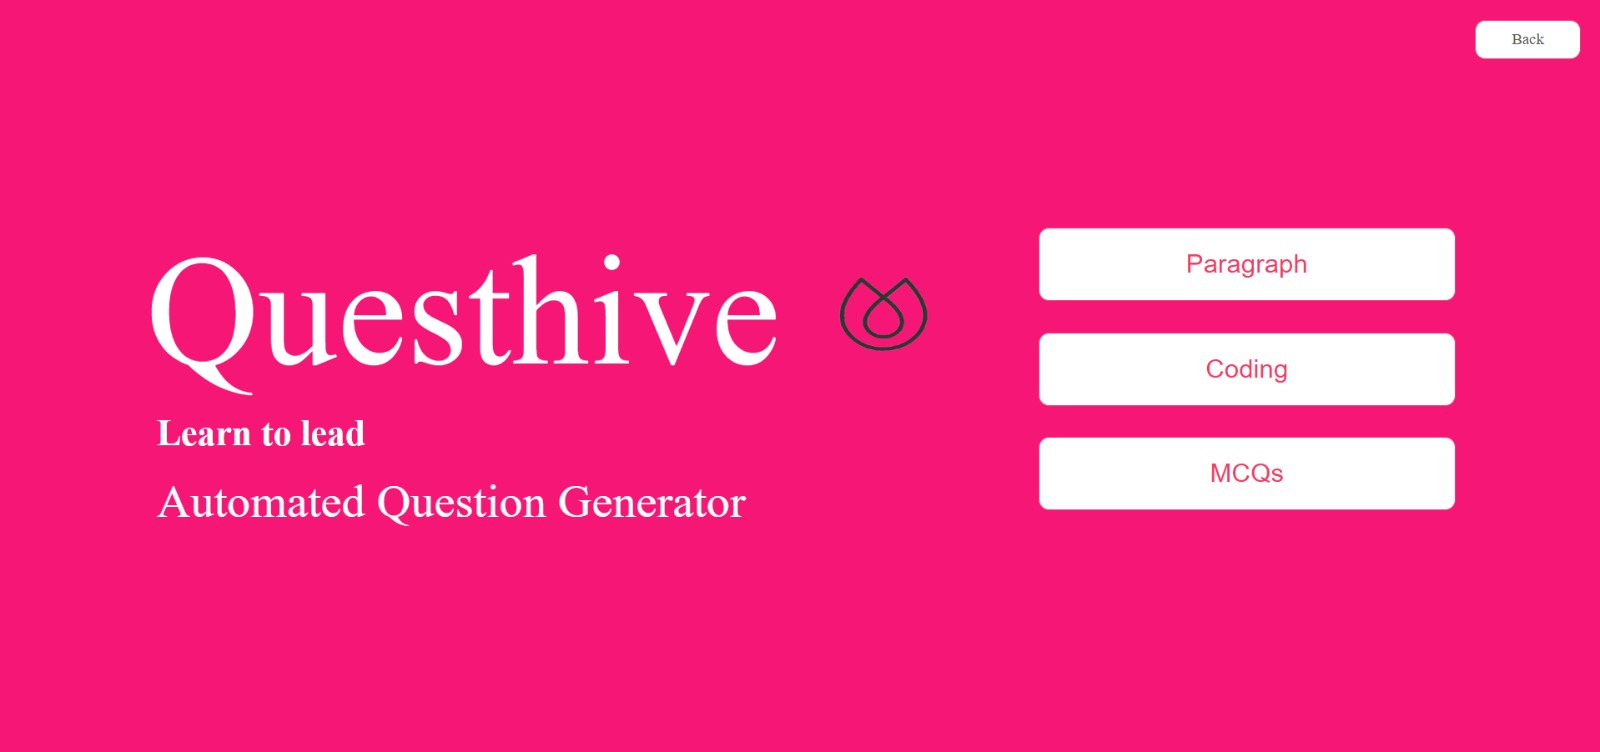 Back
Questhive
Learn to lead
Automated Question Generator
Paragraph
Coding
MCQs